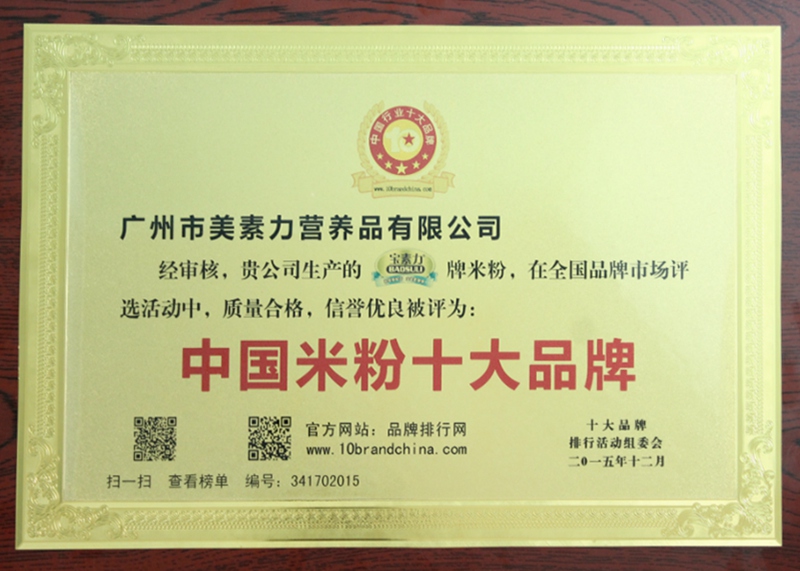 中国行业十大品牌
www.10brandchina.com
广州市美素力营养品有限公司
经审核，贵公司生产的 宝素力 BAOSULI 牌米粉，在全国品牌市场评
选活动中，质量合格，信誉优良被评为：
中国米粉十大品牌
官方网站：品牌排行网
www.10brandchina.com
扫一扫 查看榜单 编号：341702015
十大品牌
排行活动组委会
二0一五年十二月